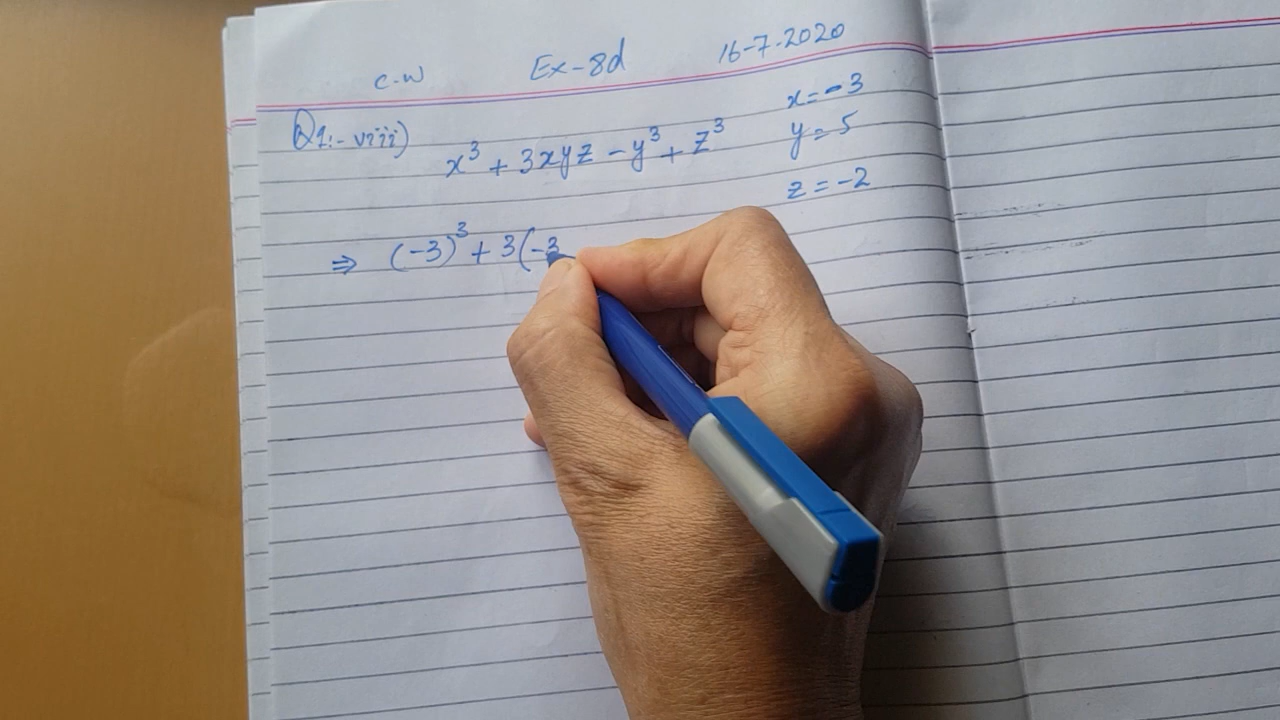 C.W Ex-8d 16-7-2020
Q1:- viii) x³ + 3xyz - y³ + z³
x = -3
y = 5
z = -2
⇒ (-3)³ + 3(-3